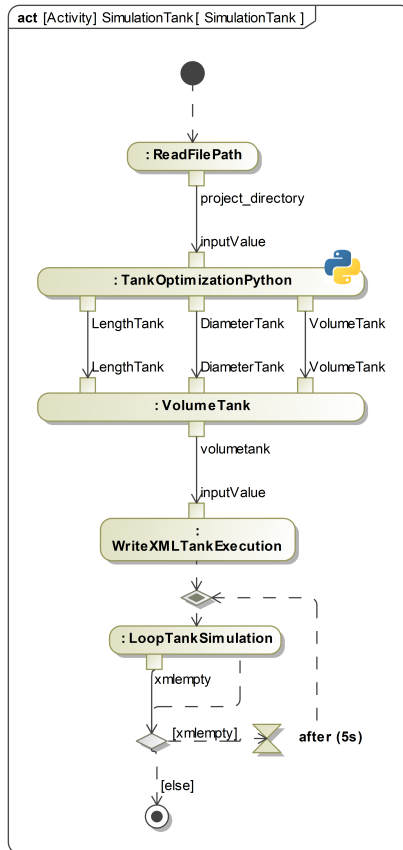 act [Activity] SimulationTank[ SimulationTank ]
: ReadFilePath
project_directory
inputValue
: TankOptimizationPython
LengthTank DiameterTank VolumeTank
LengthTank DiameterTank VolumeTank
: VolumeTank
volumetank
inputValue
:
WriteXMLTankExecution
: LoopTankSimulation
xmlempty
[xmlempty] after (5s)
[else]